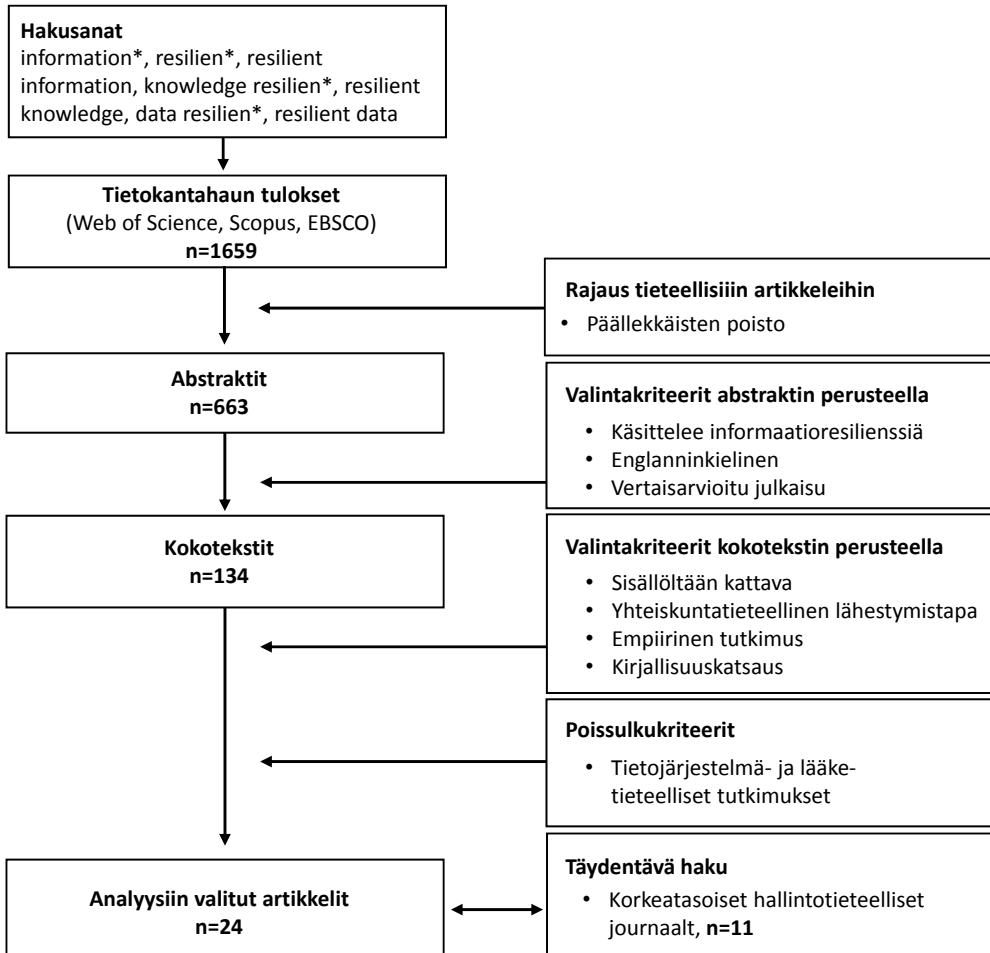 Hakusanat
information*, resilien*, resilient
information, knowledge resilien*, resilient
knowledge, data resilien*, resilient data
Tietokantahaun tulokset
(Web of Science, Scopus, EBSCO)
n=1659
Rajaus tieteellisiiin artikkeleihin
• Päällekkäisten poisto
Abstraktit
n=663
Valintakriteerit abstraktin perusteella
• Käsittelee informaatioresilienssiä
• Englanninkielinen
• Vertaisarvioitu julkaisu
Kokotekstit
n=134
Valintakriteerit kokotekstin perusteella
• Sisällöltään kattava
• Yhteiskuntatieteellinen lähestymistapa
• Empiirinen tutkimus
• Kirjallisuuskatsaus
Poissulkukriteerit
• Tietojärjestelmä- ja lääke-
tieteelliset tutkimukset
Analyysiin valitut artikkelit
n=24
Täydentävä haku
• Korkeatasoiset hallintotieteelliset
journaalt, n=11